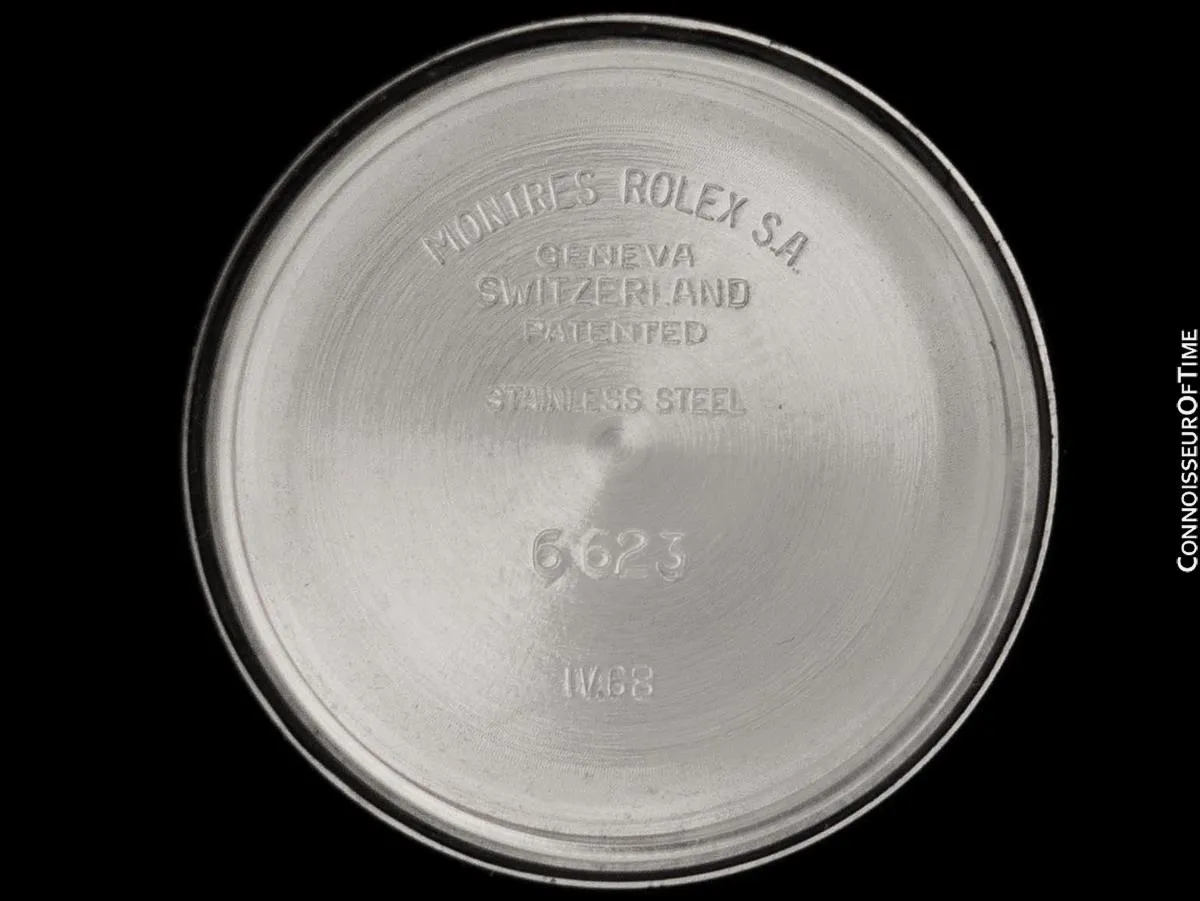 MONTRES ROLEX S.A.
GENEVA
SWITZERLAND
PATENTED
STAINLESS STEEL
6623
IV.68
CONNOISSEUROFTIME